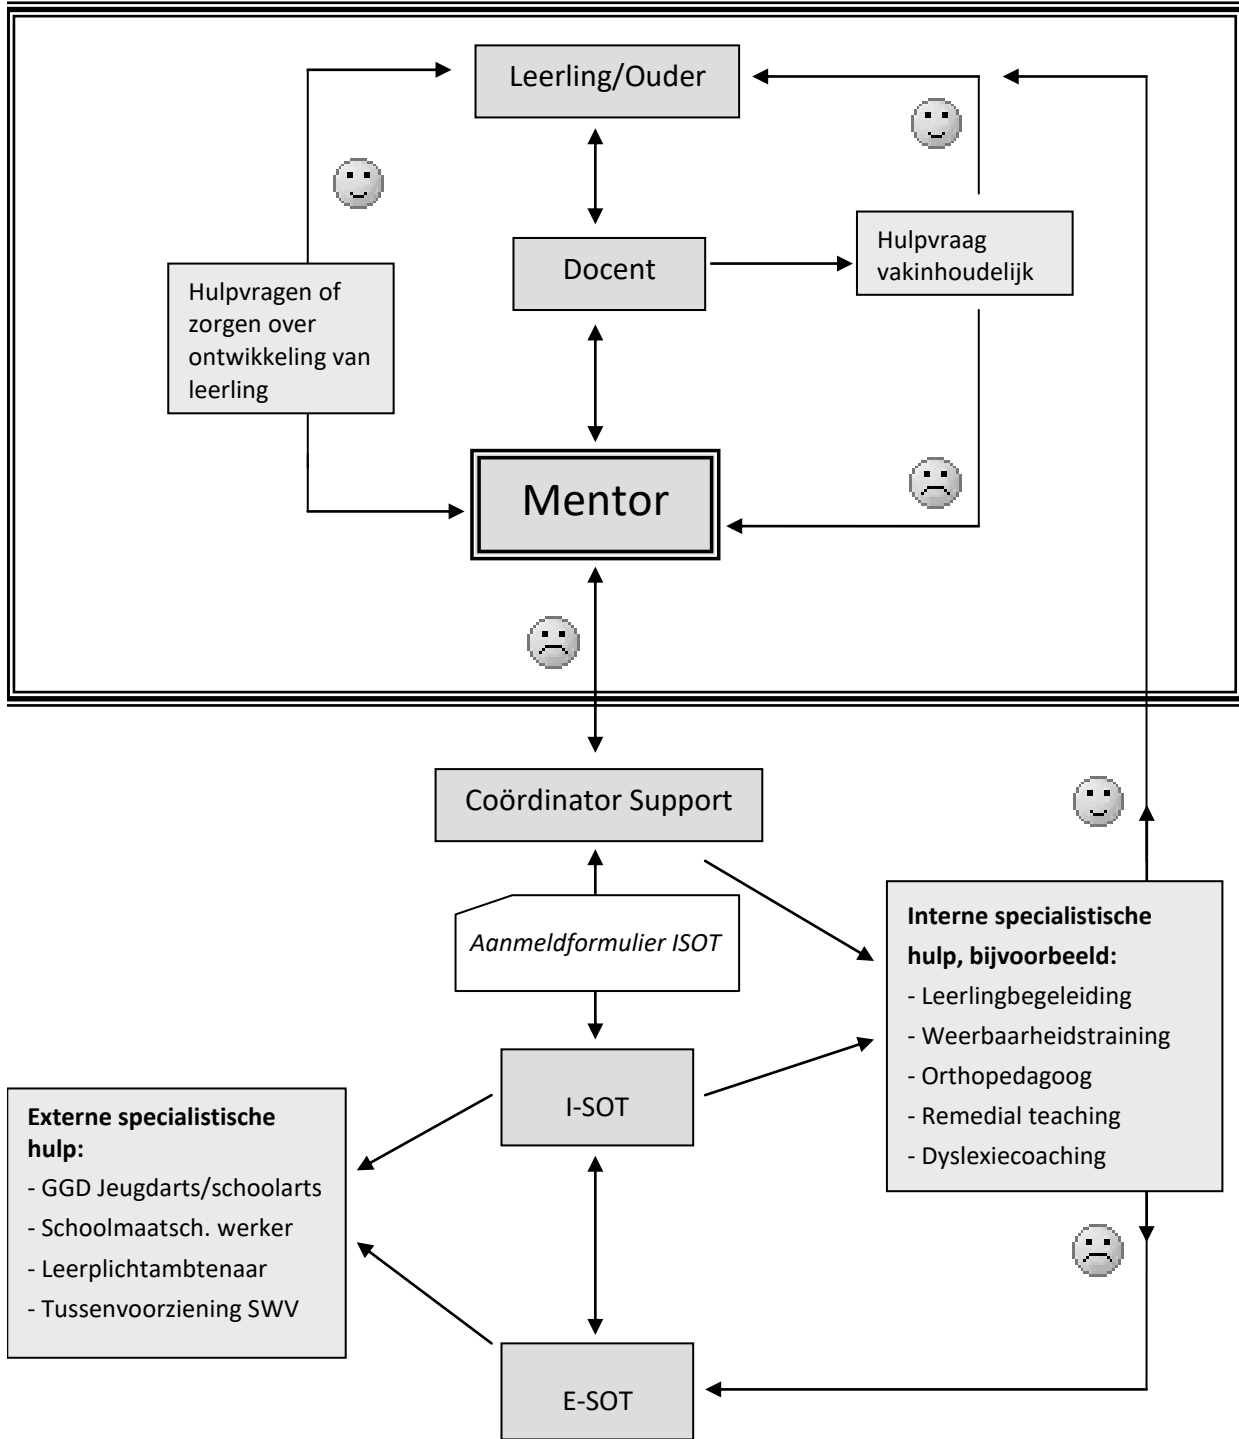 Leerling/Ouder
Docent
Hulpvraag
vakinhoudelijk
Hulpvragen of
zorgen over
ontwikkeling van
leerling
Mentor
Coördinator Support
Aanmeldformulier ISOT
Interne specialistische
hulp, bijvoorbeeld:
- Leerlingbegeleiding
- Weerbaarheidstraining
- Orthopedagoog
- Remedial teaching
- Dyslexiecoaching
I-SOT
Externe specialistische
hulp:
- GGD Jeugdarts/schoolarts
- Schoolmaatsch. werker
- Leerplichtambtenaar
- Tussenvoorziening SWV
E-SOT